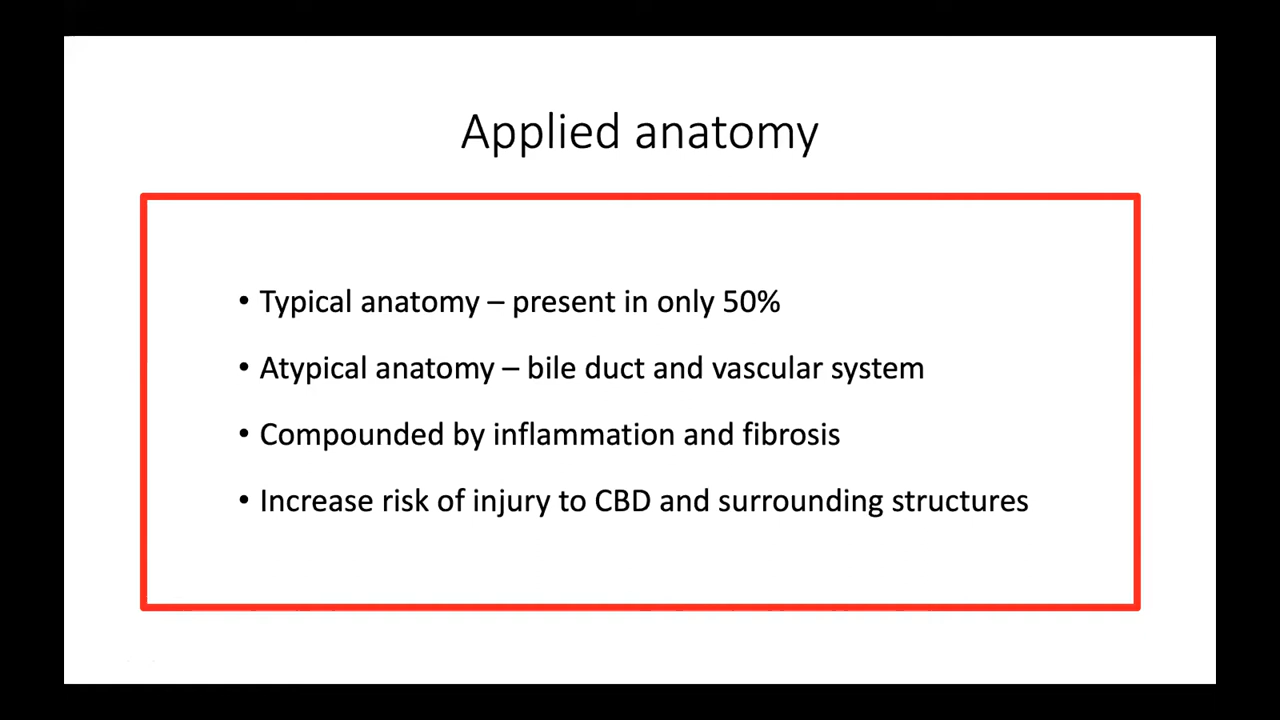 Applied anatomy
• Typical anatomy – present in only 50%
• Atypical anatomy – bile duct and vascular system
• Compounded by inflammation and fibrosis
• Increase risk of injury to CBD and surrounding structures